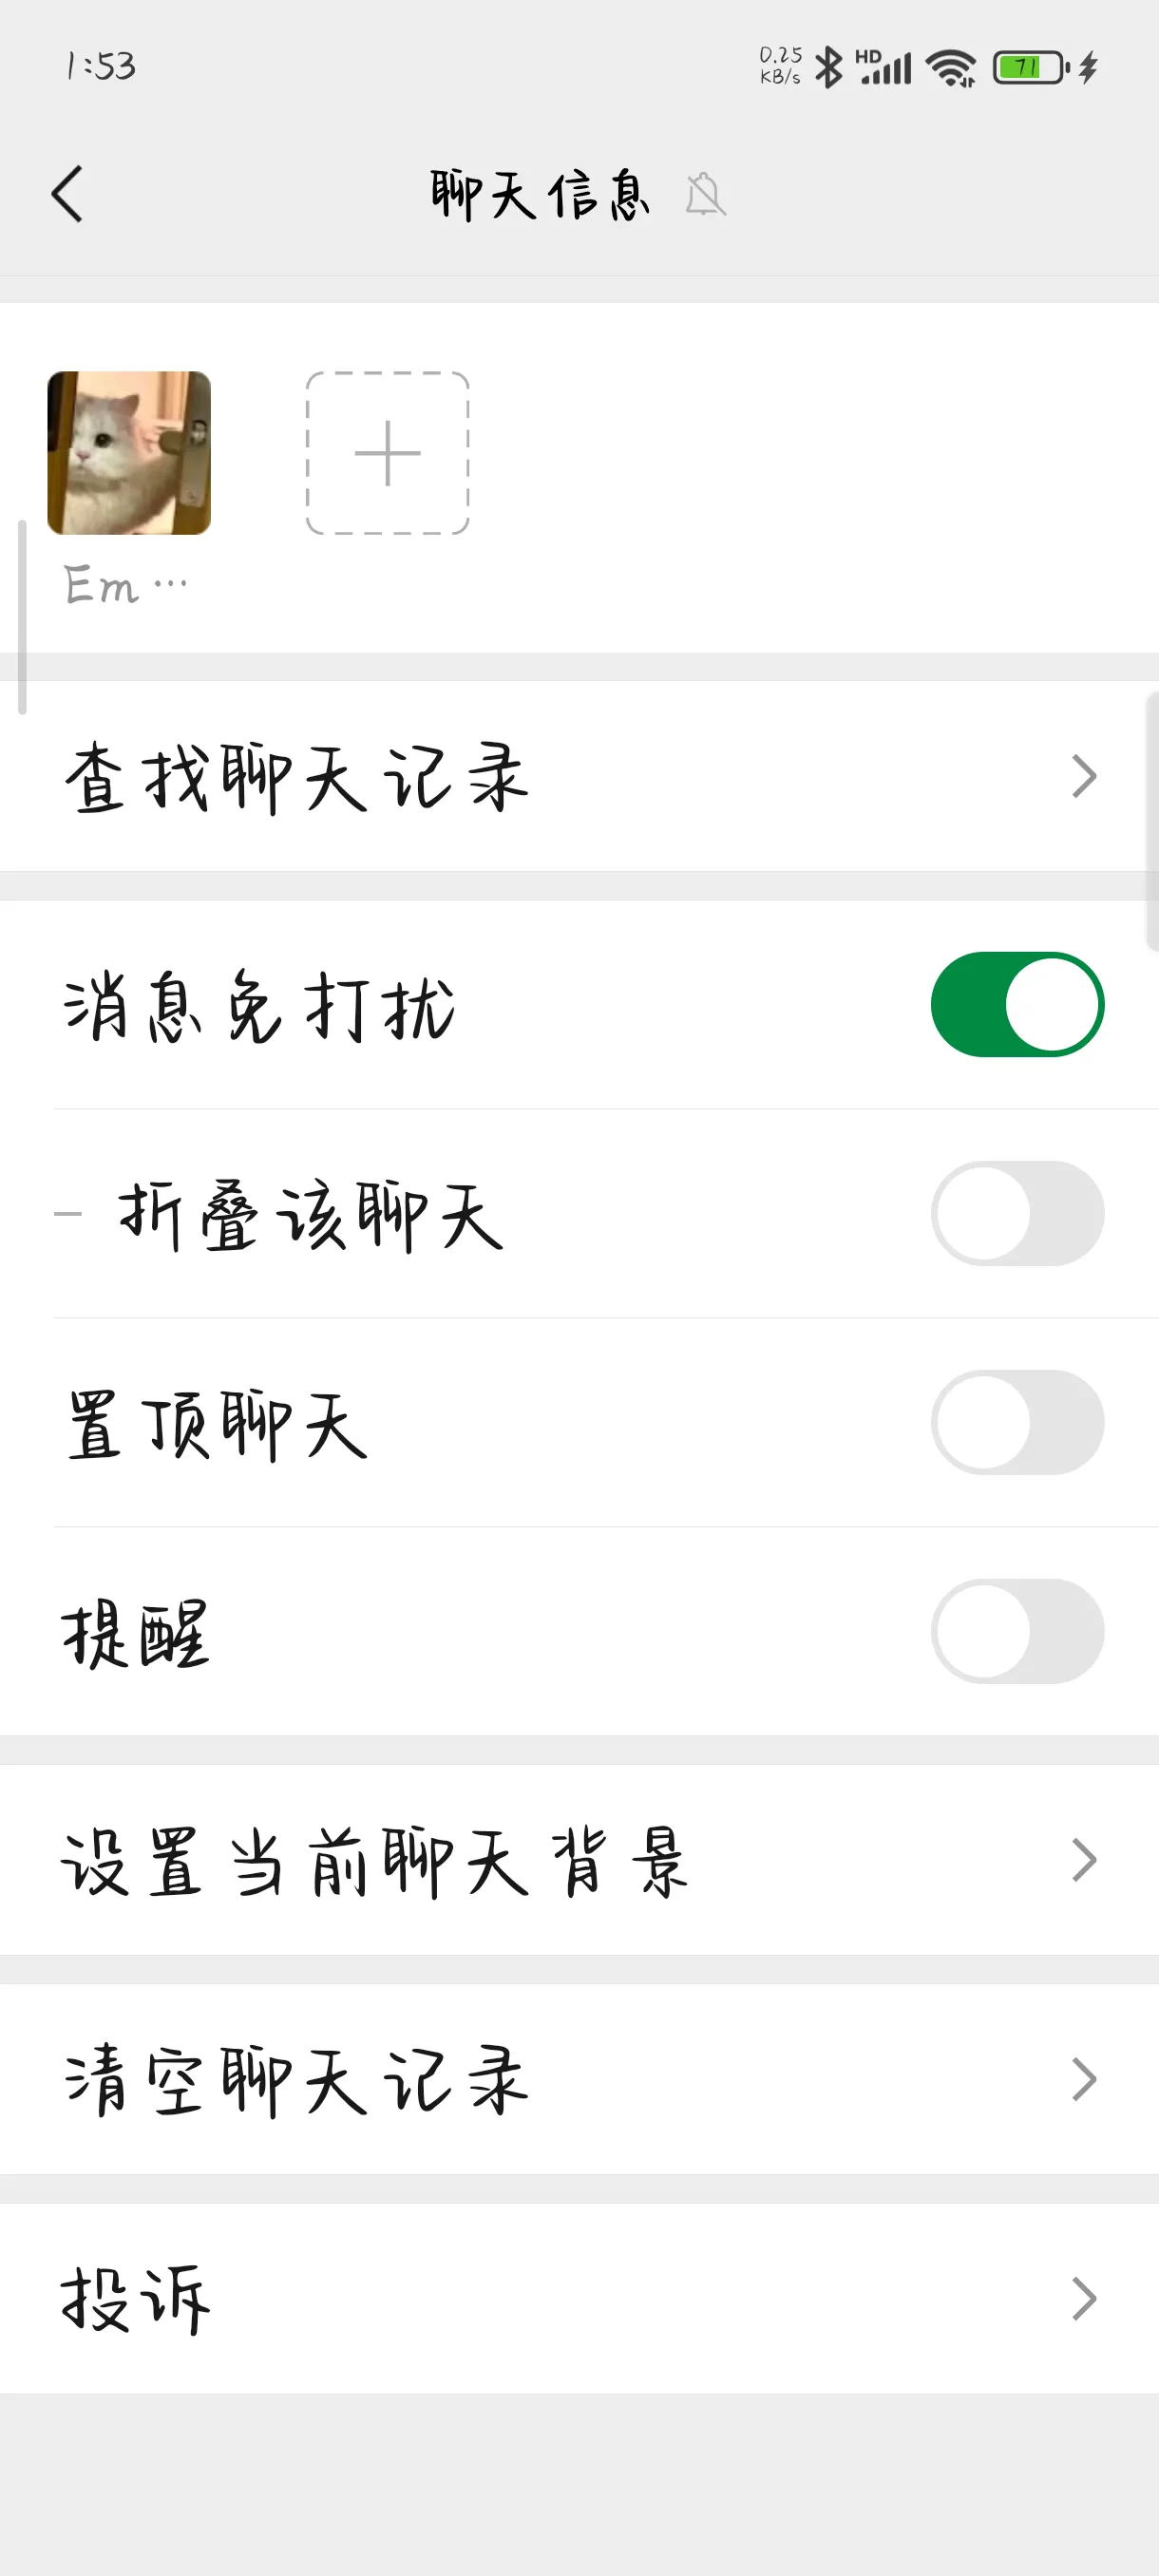 1:53
0.25
KB/s
HD
71
聊天信息
Em…
查找聊天记录
消息免打扰
折叠该聊天
置顶聊天
提醒
设置当前聊天背景
清空聊天记录
投诉